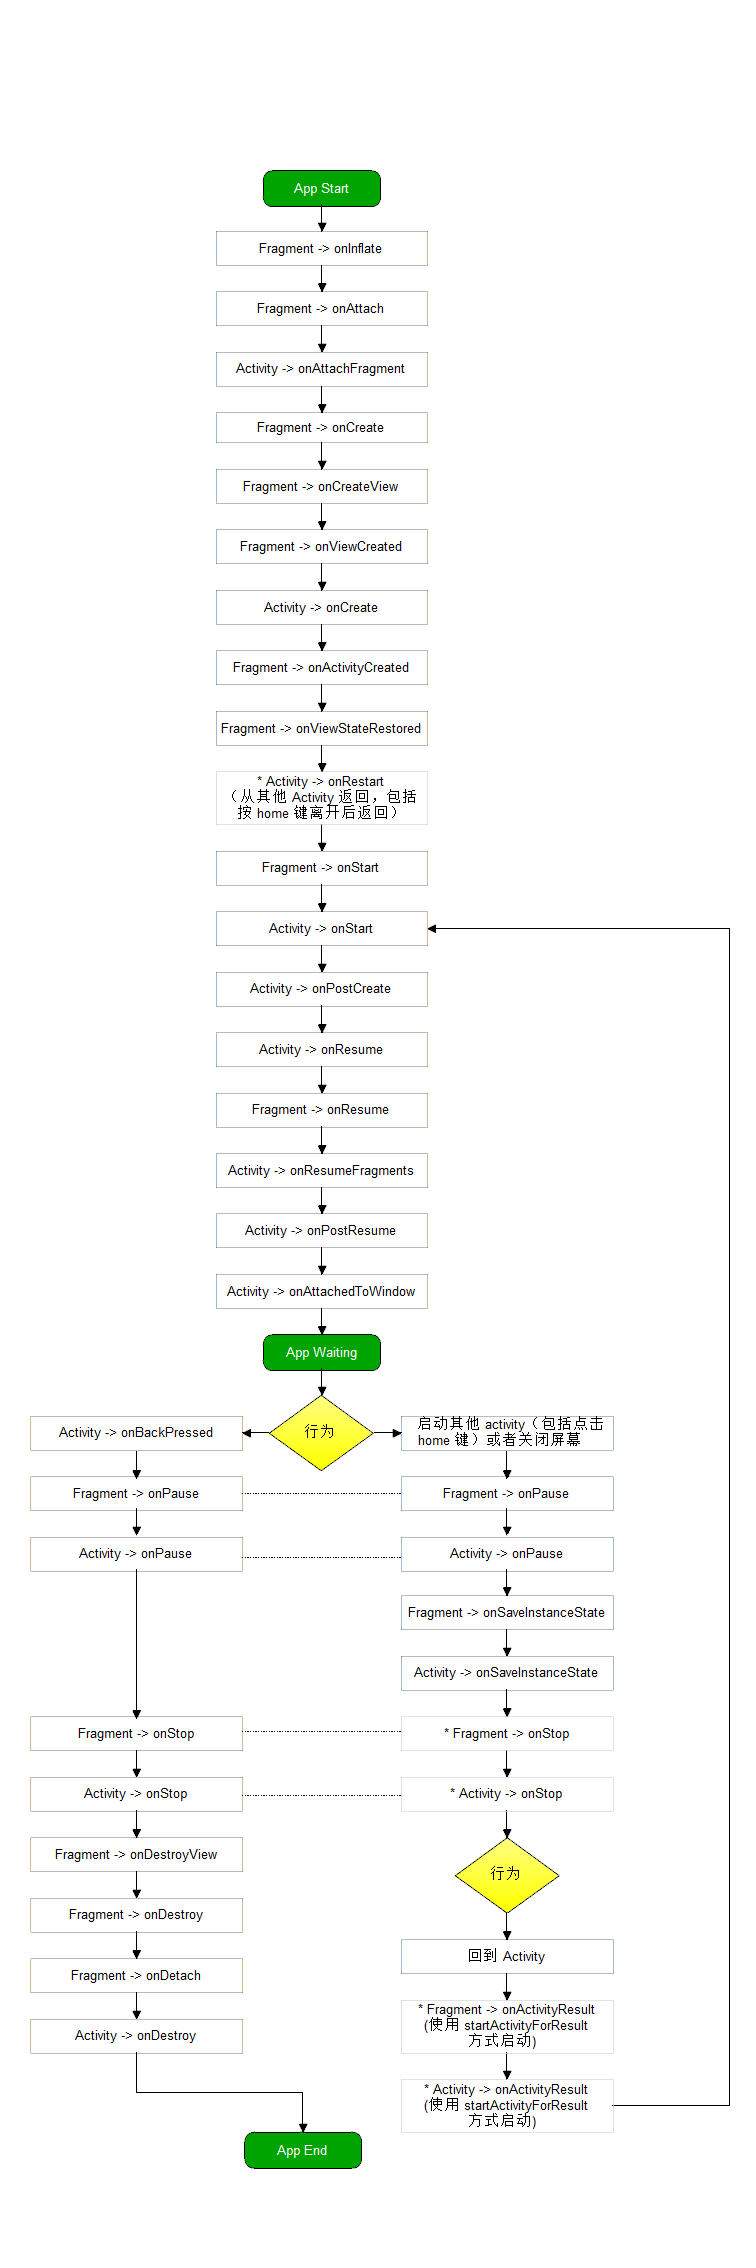 App Start
Fragment -> onInflate
Fragment -> onAttach
Activity -> onAttachFragment
Fragment -> onCreate
Fragment -> onCreateView
Fragment -> onViewCreated
Activity -> onCreate
Fragment -> onActivityCreated
Fragment -> onViewStateRestored
* Activity -> onRestart
（从其他 Activity 返回，包括
按 home 键离开后返回）
Fragment -> onStart
Activity -> onStart
Activity -> onPostCreate
Activity -> onResume
Fragment -> onResume
Activity -> onResumeFragments
Activity -> onPostResume
Activity -> onAttachedToWindow
App Waiting
行为
Activity -> onBackPressed
Fragment -> onPause
Activity -> onPause
Fragment -> onStop
Activity -> onStop
Fragment -> onDestroyView
Fragment -> onDestroy
Fragment -> onDetach
Activity -> onDestroy
启动其他 activity（包括点击
home 键）或者关闭屏幕
Fragment -> onPause
Activity -> onPause
Fragment -> onSaveInstanceState
Activity -> onSaveInstanceState
* Fragment -> onStop
* Activity -> onStop
行为
回到 Activity
* Fragment -> onActivityResult
(使用 startActivityForResult
方式启动)
* Activity -> onActivityResult
(使用 startActivityForResult
方式启动)
App End